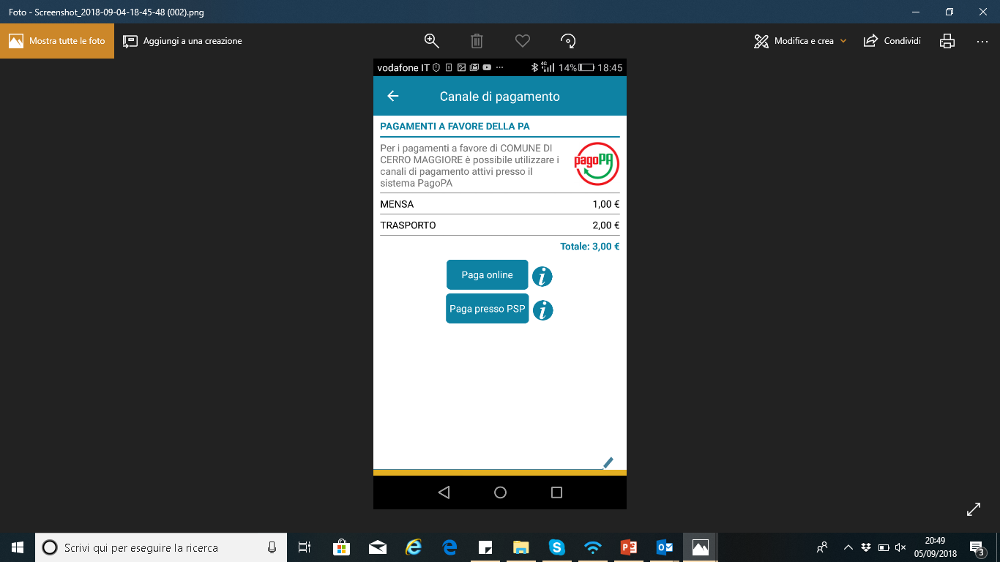 Foto - Screenshot_2018-09-04-18-45-48 (002).png
Mostra tutte le foto
Aggiungi a una creazione
Modifica e crea
Condividi
vodafone IT
4G
14%
18:45
Canale di pagamento
PAGAMENTI A FAVORE DELLA PA
Per i pagamenti a favore di COMUNE DI
CERRO MAGGIORE è possibile utilizzare i
canali di pagamento attivi presso il
sistema PagoPA
pagoPA
MENSA 1,00 €
TRASPORTO 2,00 €
Totale: 3,00 €
Paga online
i
Paga presso PSP
i
Scrivi qui per eseguire la ricerca
20:49
05/09/2018
3